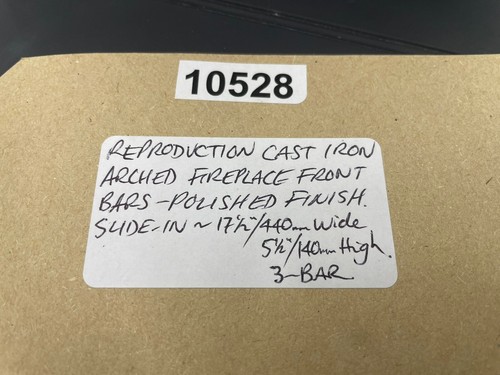 10528
REPRODUCTION CAST IRON
ARCHED FIREPLACE FRONT
BARS - POLISHED FINISH.
SLIDE-IN ~ 17½"/440mm Wide
5½"/140mm High.
3-BAR